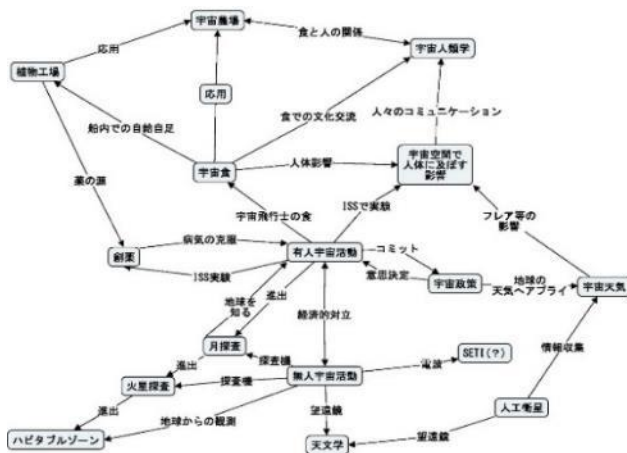 宇宙農場
食と人の関係
宇宙人類学
応用
植物工場
応用
食での文化交流
人々のコミュニケーション
船内での自給自足
宇宙食
人体影響
宇宙空間で
人体に及ぼす
影響
薬の源
宇宙飛行士の食
ISSで実験
フレア等の
影響
病気の克服
創薬
有人宇宙活動
コミット
ISS実験
意思決定
宇宙政策
地球の
天気へアプライ
宇宙天気
地球を
知る
進出
経済的対立
月探査
進出
探査機
SETI(?)
電波
情報収集
火星探査
探査機
無人宇宙活動
進出
地球からの観測
望遠鏡
人工衛星
ハビタブルゾーン
天文学
望遠鏡